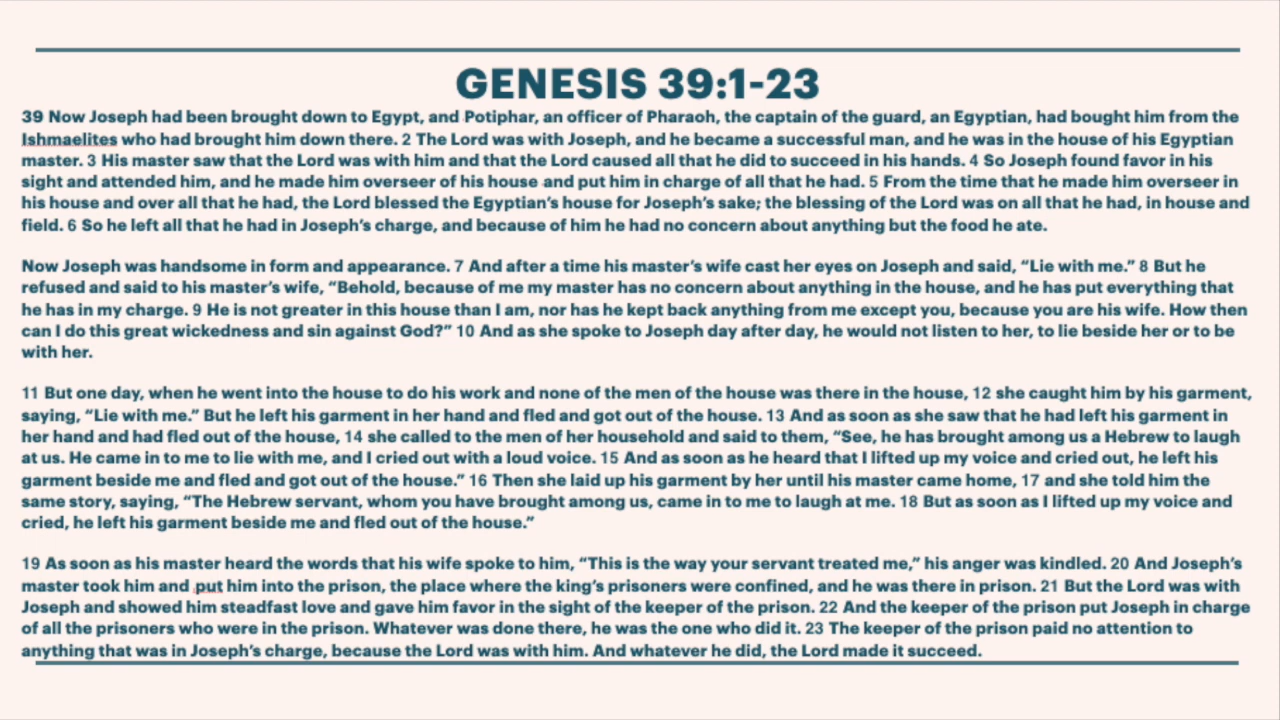 GENESIS 39:1-23
39 Now Joseph had been brought down to Egypt, and Potiphar, an officer of Pharaoh, the captain of the guard, an Egyptian, had bought him from the
Ishmaelites who had brought him down there. 2 The Lord was with Joseph, and he became a successful man, and he was in the house of his Egyptian
master. 3 His master saw that the Lord was with him and that the Lord caused all that he did to succeed in his hands. 4 So Joseph found favor in his
sight and attended him, and he made him overseer of his house and put him in charge of all that he had. 5 From the time that he made him overseer in
his house and over all that he had, the Lord blessed the Egyptian’s house for Joseph’s sake; the blessing of the Lord was on all that he had, in house and
field. 6 So he left all that he had in Joseph’s charge, and because of him he had no concern about anything but the food he ate.
Now Joseph was handsome in form and appearance. 7 And after a time his master’s wife cast her eyes on Joseph and said, “Lie with me.” 8 But he
refused and said to his master’s wife, “Behold, because of me my master has no concern about anything in the house, and he has put everything that
he has in my charge. 9 He is not greater in this house than I am, nor has he kept back anything from me except you, because you are his wife. How then
can I do this great wickedness and sin against God?” 10 And as she spoke to Joseph day after day, he would not listen to her, to lie beside her or to be
with her.
11 But one day, when he went into the house to do his work and none of the men of the house was there in the house, 12 she caught him by his garment,
saying, “Lie with me.” But he left his garment in her hand and fled and got out of the house. 13 And as soon as she saw that he had left his garment in
her hand and had fled out of the house, 14 she called to the men of her household and said to them, “See, he has brought among us a Hebrew to laugh
at us. He came in to me to lie with me, and I cried out with a loud voice. 15 And as soon as he heard that I lifted up my voice and cried out, he left his
garment beside me and fled and got out of the house.” 16 Then she laid up his garment by her until his master came home, 17 and she told him the
same story, saying, “The Hebrew servant, whom you have brought among us, came in to me to laugh at me. 18 But as soon as I lifted up my voice and
cried, he left his garment beside me and fled out of the house.”
19 As soon as his master heard the words that his wife spoke to him, “This is the way your servant treated me,” his anger was kindled. 20 And Joseph’s
master took him and put him into the prison, the place where the king’s prisoners were confined, and he was there in prison. 21 But the Lord was with
Joseph and showed him steadfast love and gave him favor in the sight of the keeper of the prison. 22 And the keeper of the prison put Joseph in charge
of all the prisoners who were in the prison. Whatever was done there, he was the one who did it. 23 The keeper of the prison paid no attention to
anything that was in Joseph’s charge, because the Lord was with him. And whatever he did, the Lord made it succeed.